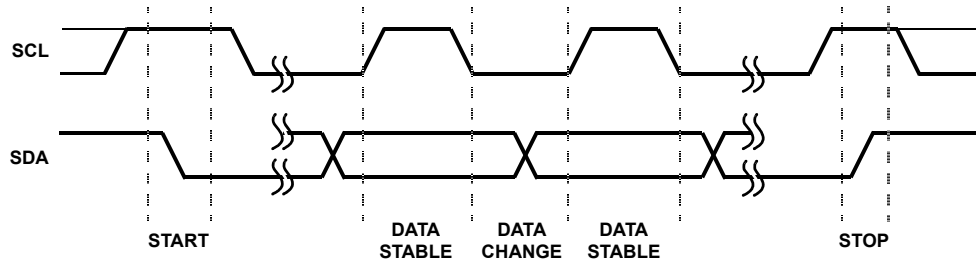 SCL
SDA
START
DATA
STABLE
DATA
CHANGE
DATA
STABLE
STOP